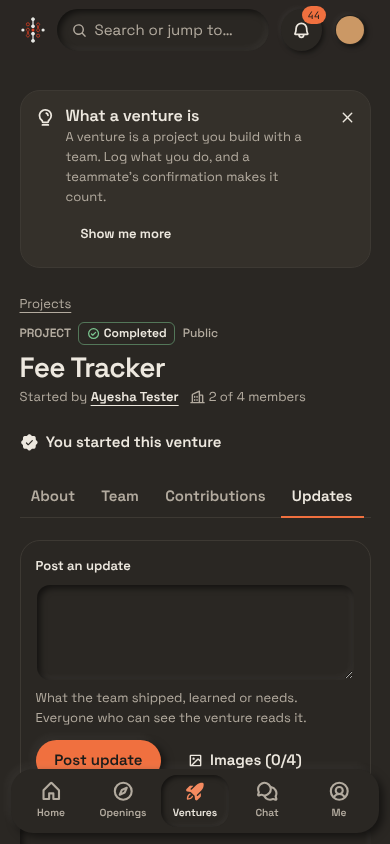 Search or jump to...
44
What a venture is
A venture is a project you build with a
team. Log what you do, and a
teammate's confirmation makes it
count.
Show me more
Projects
PROJECT Completed Public
Fee Tracker
Started by Ayesha Tester 2 of 4 members
You started this venture
About Team Contributions Updates
Post an update
What the team shipped, learned or needs.
Everyone who can see the venture reads it.
Post update Images (0/4)
Home Openings Ventures Chat Me